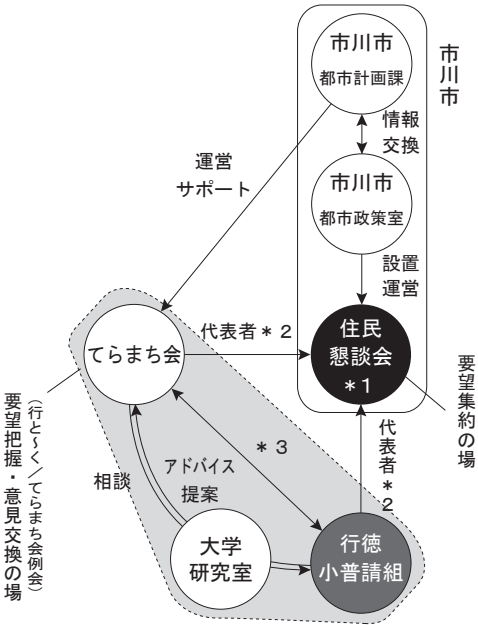 市川市
都市計画課
市川市
情報
交換
運営
サポート
市川市
都市政策室
設置
運営
てらまち会
代表者＊2
住民
懇談会
＊1
要望集約の場
代表者＊2
＊3
アドバイス
提案
相談
大学
研究室
行徳
小普請組
（行と〜く／てらまち会例会）
要望把握・意見交換の場